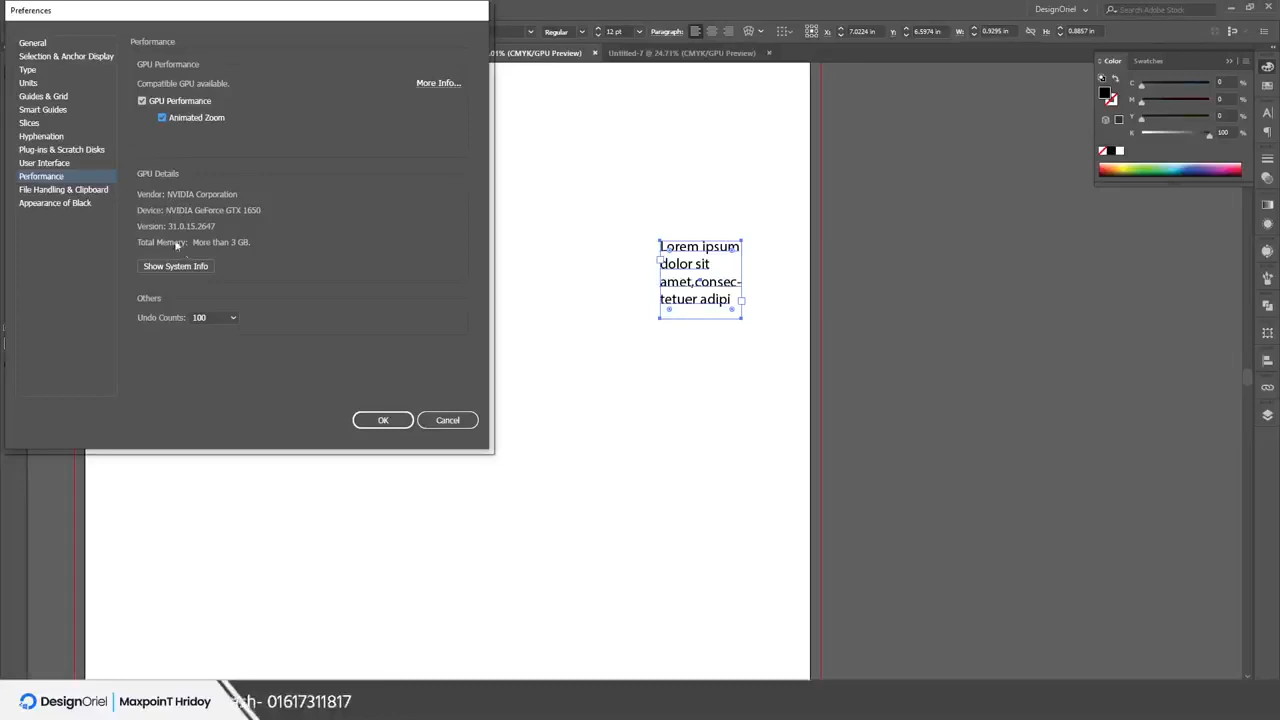 Preferences
General
Selection & Anchor Display
Type
Units
Guides & Grid
Smart Guides
Slices
Hyphenation
Plug-ins & Scratch Disks
User Interface
Performance
File Handling & Clipboard
Appearance of Black
Performance
GPU Performance
Compatible GPU available.
More Info...
GPU Performance
Animated Zoom
GPU Details
Vendor: NVIDIA Corporation
Device: NVIDIA GeForce GTX 1650
Version: 31.0.15.2647
Total Memory: More than 3 GB.
Show System Info
Others
Undo Counts: 100
OK
Cancel
DesignOriel
Search Adobe Stock
Regular
12 pt
Paragraph:
X: 7.0224 in
Y: 6.5974 in
W: 0.9295 in
H: 0.8857 in
01% (CMYK/GPU Preview) ×
Untitled-7 @ 24.71% (CMYK/GPU Preview) ×
Color
Swatches
C 0 %
M 0 %
Y 0 %
K 100 %
Lorem ipsum
dolor sit
amet,consec-
tetuer adipi
DesignOriel
MaxpoinT Hridoy
sh- 01617311817